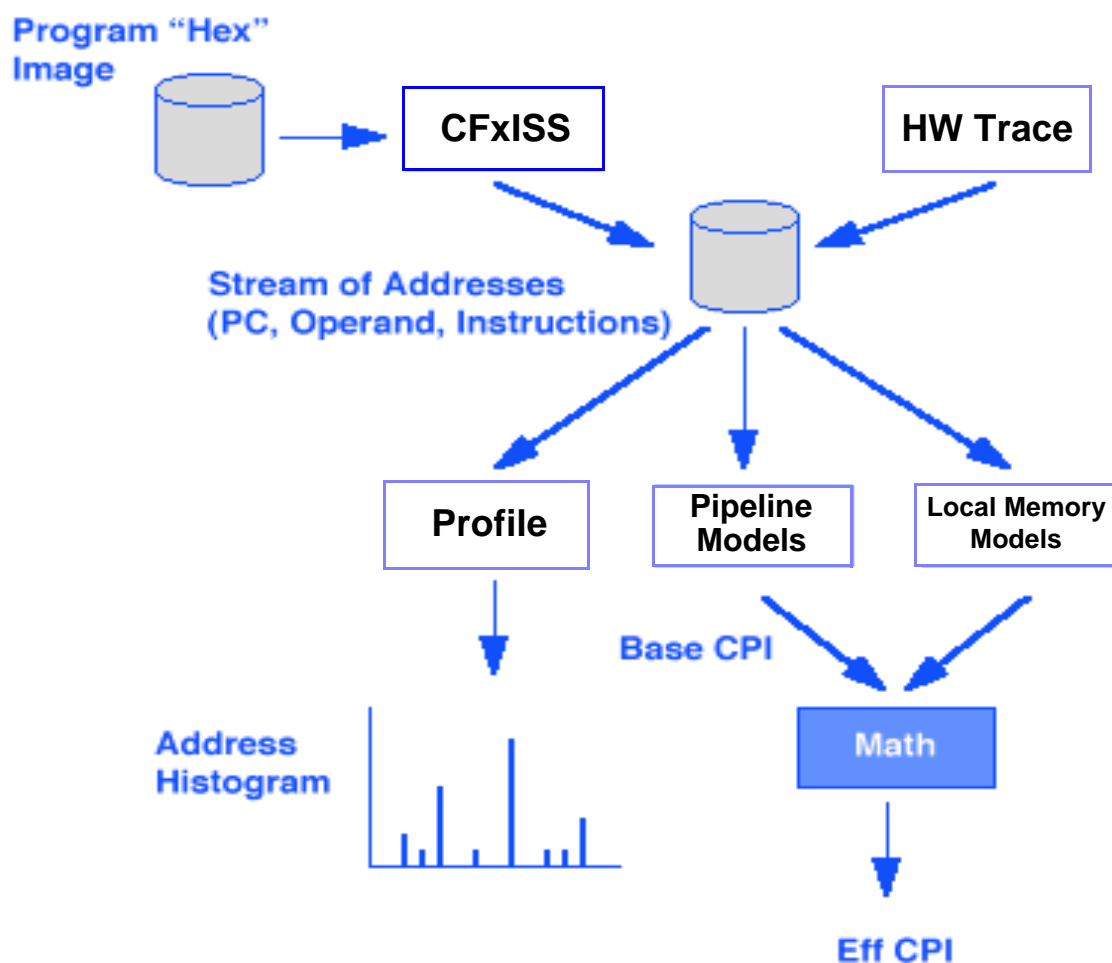 Program “Hex”
Image
CFxISS
HW Trace
Stream of Addresses
(PC, Operand, Instructions)
Profile
Pipeline
Models
Local Memory
Models
Base CPI
Address
Histogram
Math
Eff CPI